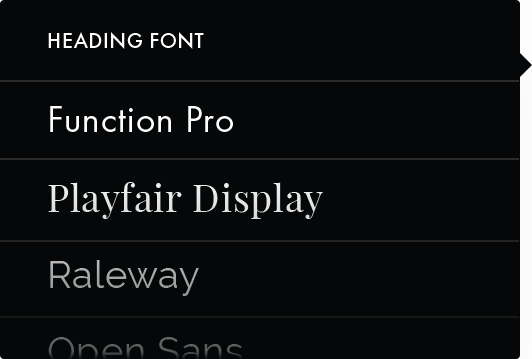 HEADING FONT
Function Pro
Playfair Display
Raleway
Open Sans